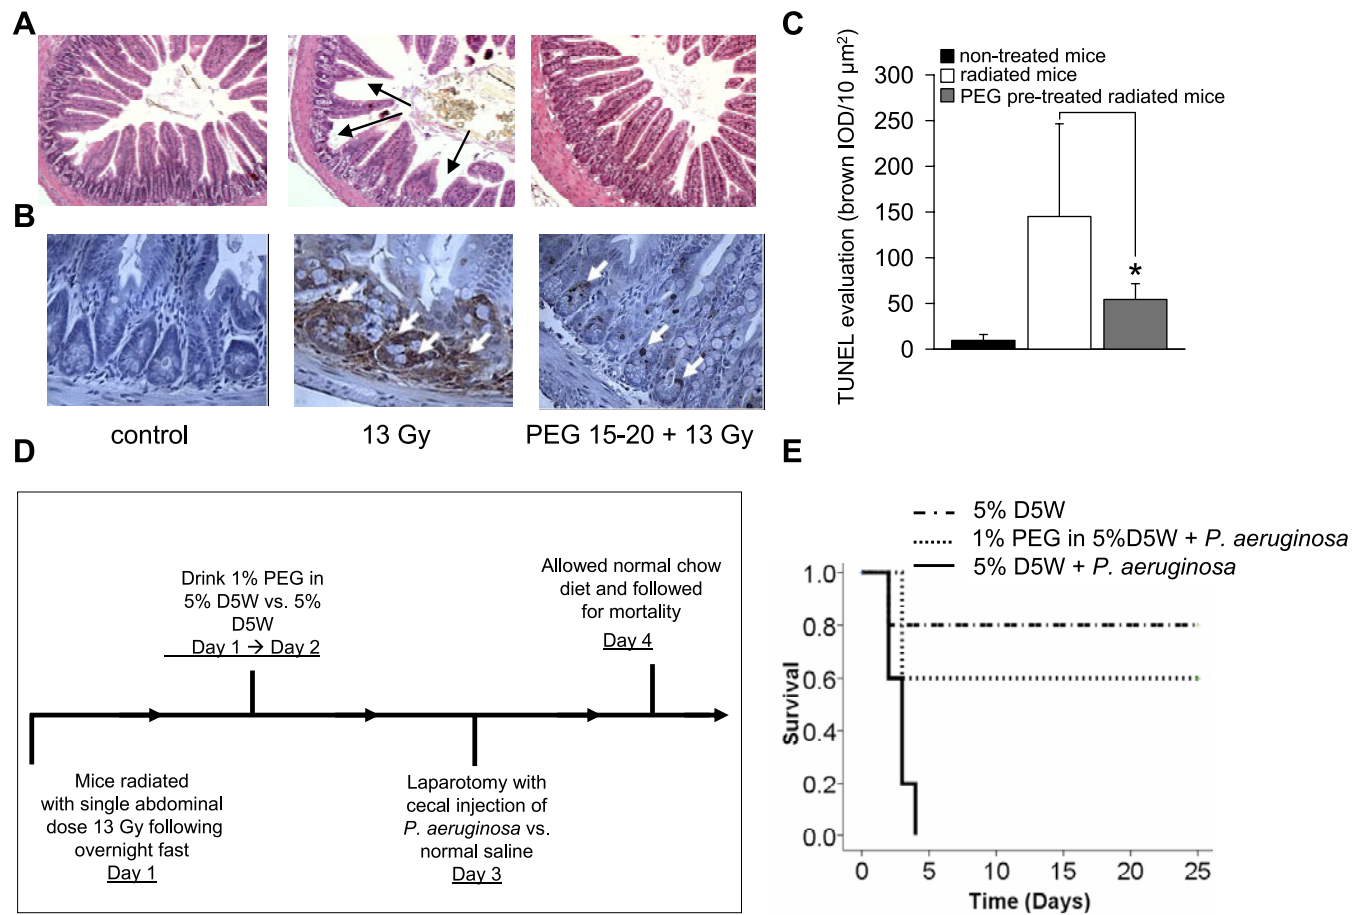 A
B
control
13 Gy
PEG 15-20 + 13 Gy
C
non-treated mice
radiated mice
PEG pre-treated radiated mice
TUNEL evaluation (brown IOD/10 µm²)
300
250
200
150
100
50
0
*
D
Drink 1% PEG in
5% D5W vs. 5%
D5W
Day 1 → Day 2
Allowed normal chow
diet and followed
for mortality
Day 4
Mice radiated
with single abdominal
dose 13 Gy following
overnight fast
Day 1
Laparotomy with
cecal injection of
P. aeruginosa vs.
normal saline
Day 3
E
5% D5W
1% PEG in 5%D5W + P. aeruginosa
5% D5W + P. aeruginosa
Survival
1.0
0.8
0.6
0.4
0.2
0.0
0
5
10
15
20
25
Time (Days)